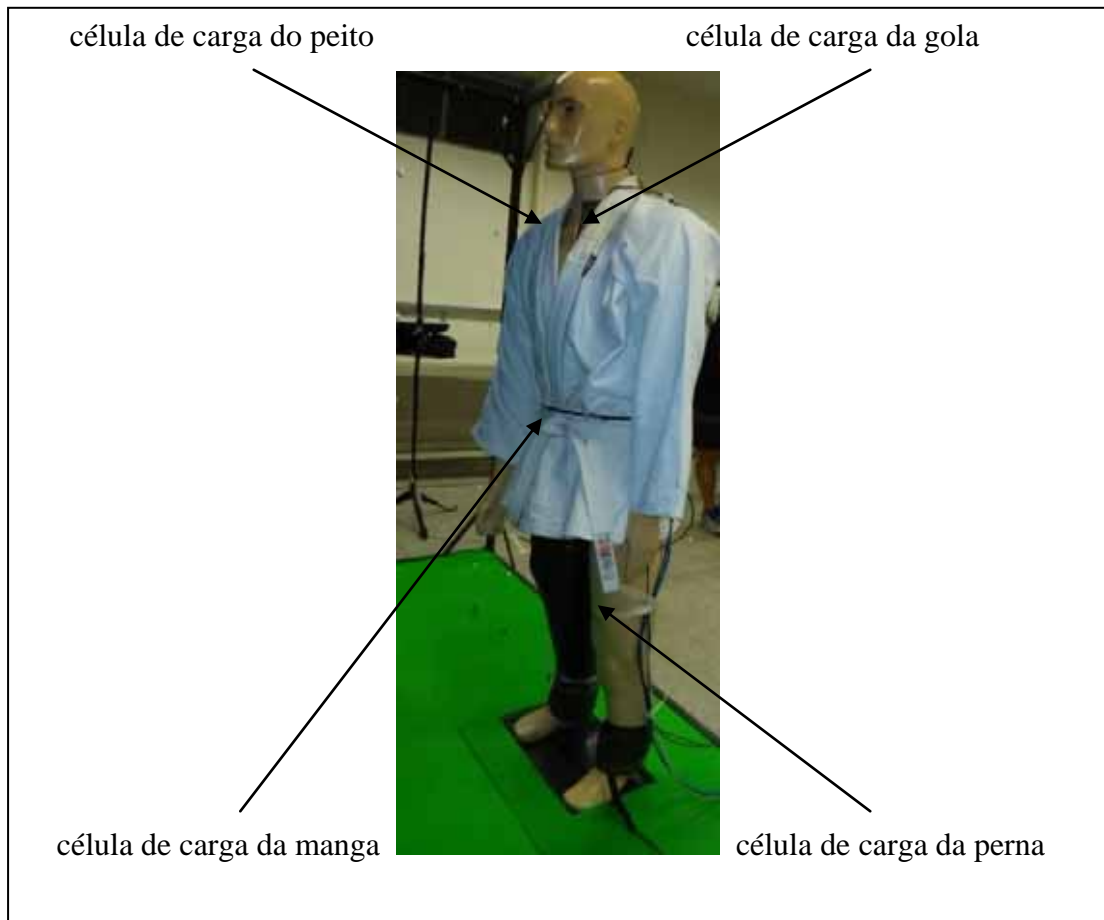 célula de carga do peito
célula de carga da gola
célula de carga da manga
célula de carga da perna